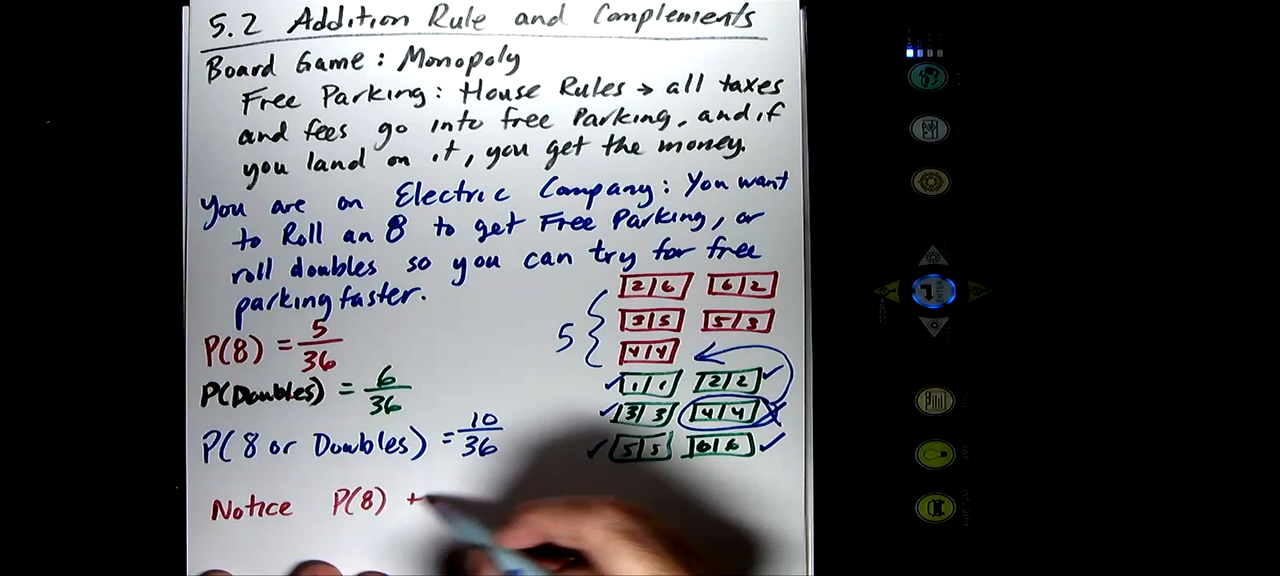 5.2 Addition Rule and Complements
Board Game: Monopoly
Free Parking: House Rules → all taxes
and fees go into free Parking, and if
you land on it, you get the money.
You are on Electric Company: You want
to Roll an 8 to get Free Parking, or
roll doubles so you can try for free
parking faster.
2|6 6|2
3|5 5|3
4|4
5 {
P(8) = 5/36
P(Doubles) = 6/36
P(8 or Doubles) = 10/36
1|1 2|2
3|3 4|4
5|5 6|6
Notice P(8) +